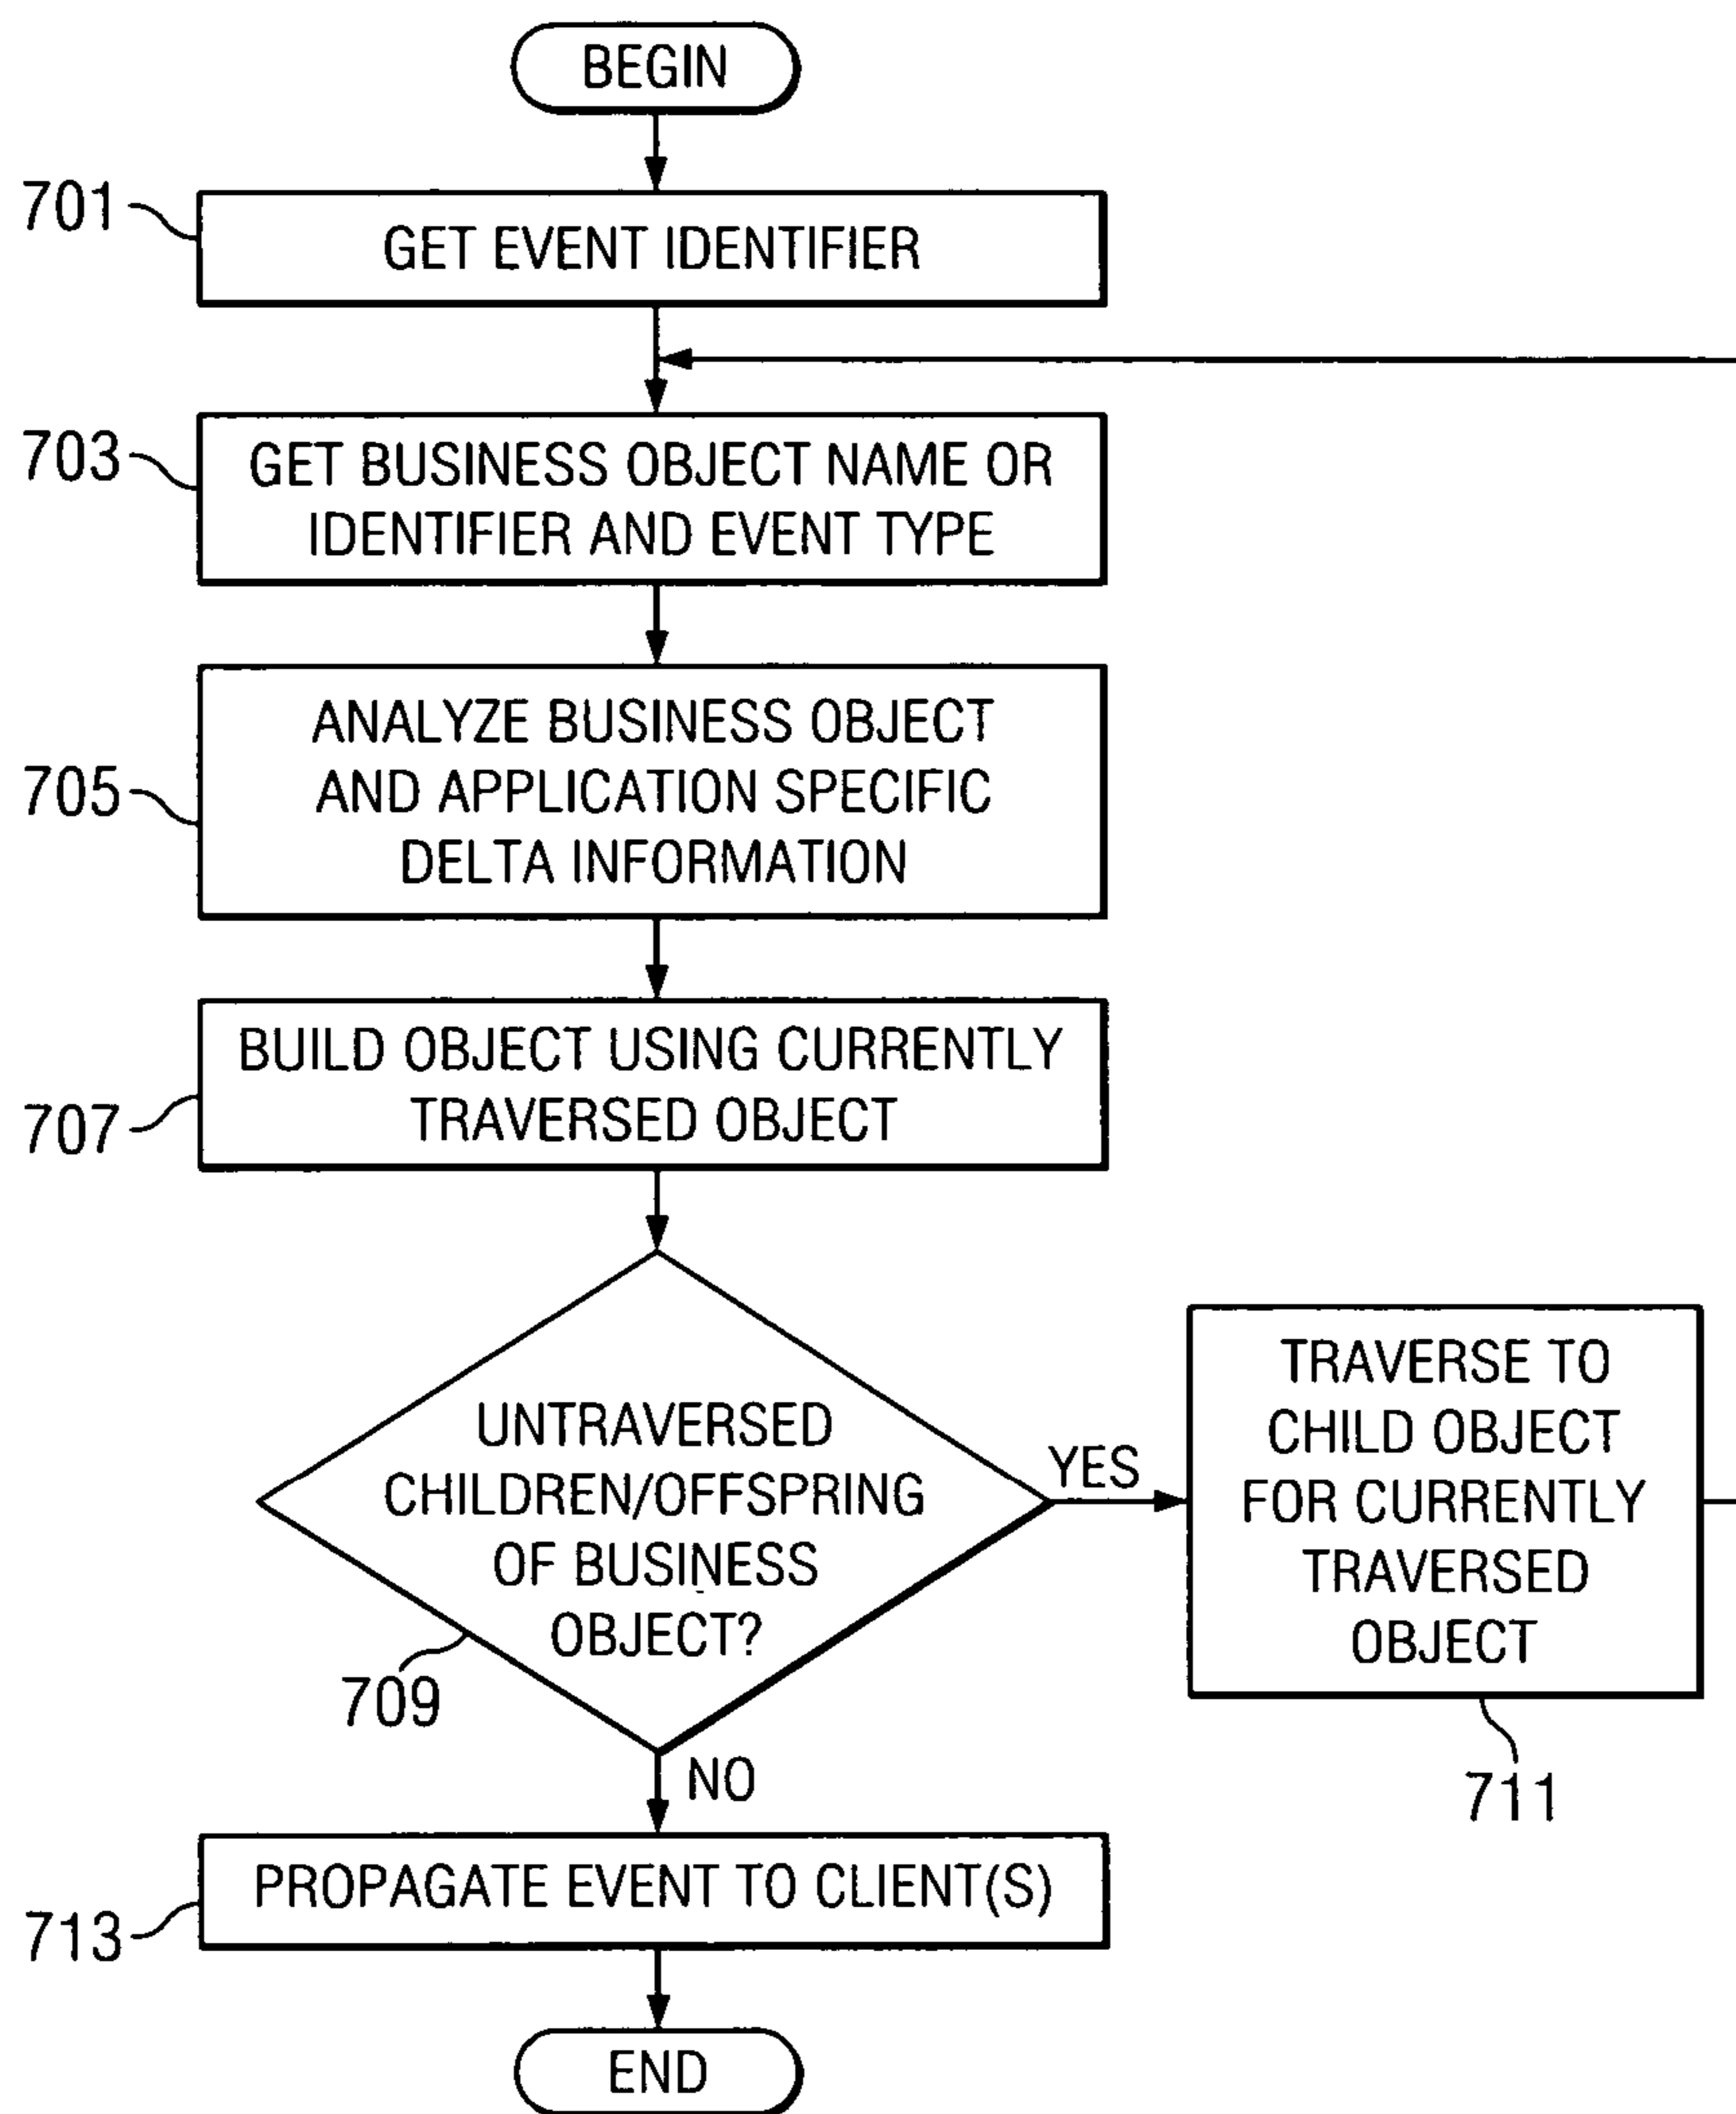 BEGIN
701
GET EVENT IDENTIFIER
703
GET BUSINESS OBJECT NAME OR
IDENTIFIER AND EVENT TYPE
705
ANALYZE BUSINESS OBJECT
AND APPLICATION SPECIFIC
DELTA INFORMATION
707
BUILD OBJECT USING CURRENTLY
TRAVERSED OBJECT
UNTRAVERSED
CHILDREN/OFFSPRING
OF BUSINESS
OBJECT?
709
YES
TRAVERSE TO
CHILD OBJECT
FOR CURRENTLY
TRAVERSED
OBJECT
711
NO
PROPAGATE EVENT TO CLIENT(S)
713
END